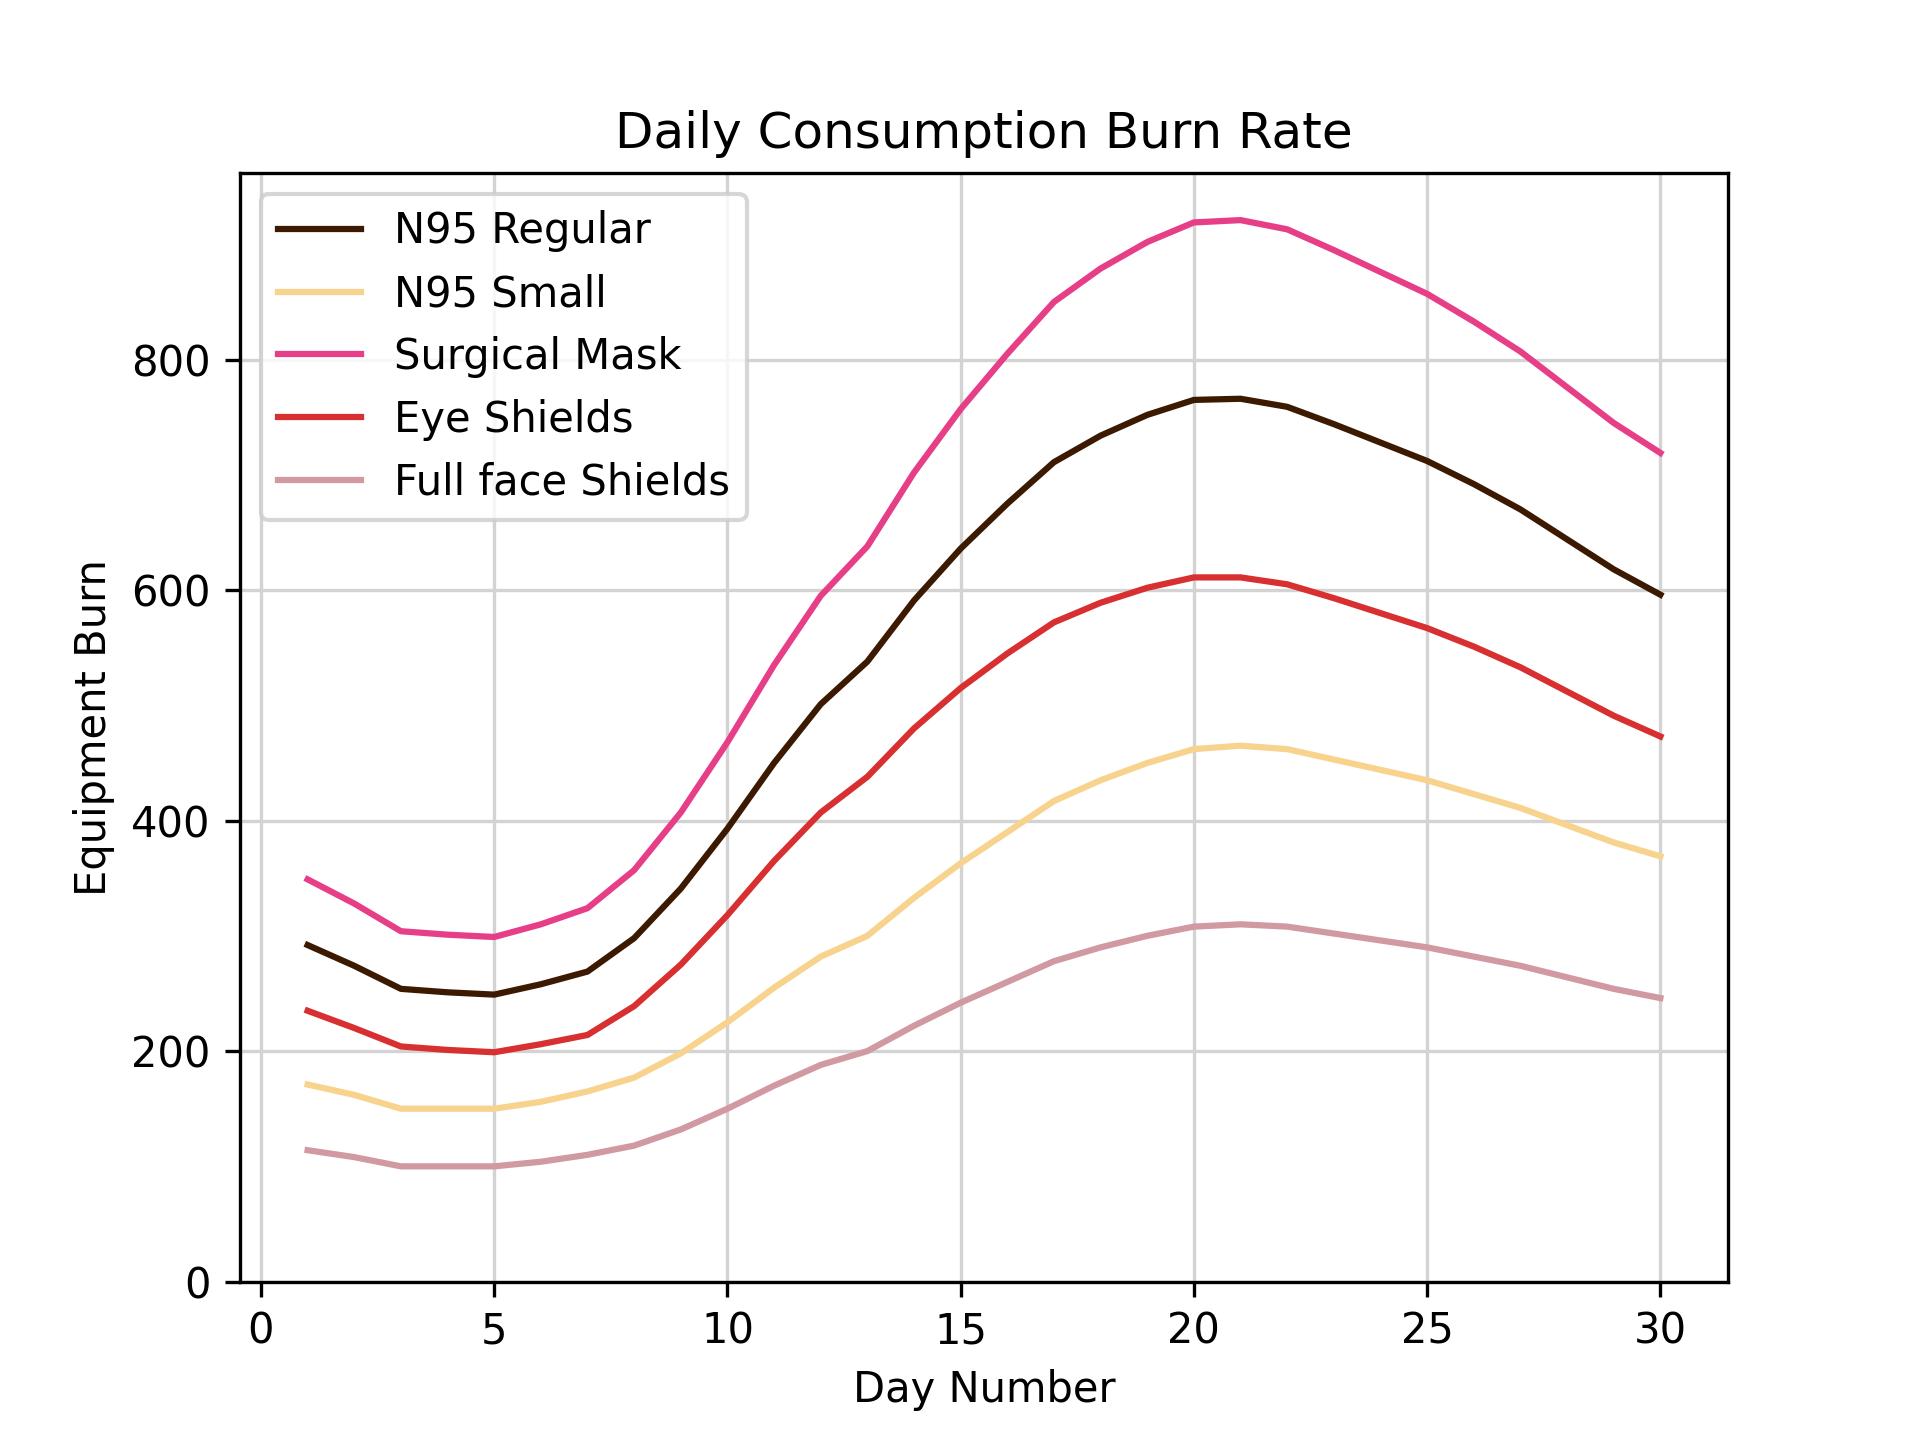 Daily Consumption Burn Rate
N95 Regular
N95 Small
Surgical Mask
Eye Shields
Full face Shields
Equipment Burn
800
600
400
200
0
0 5 10 15 20 25 30
Day Number